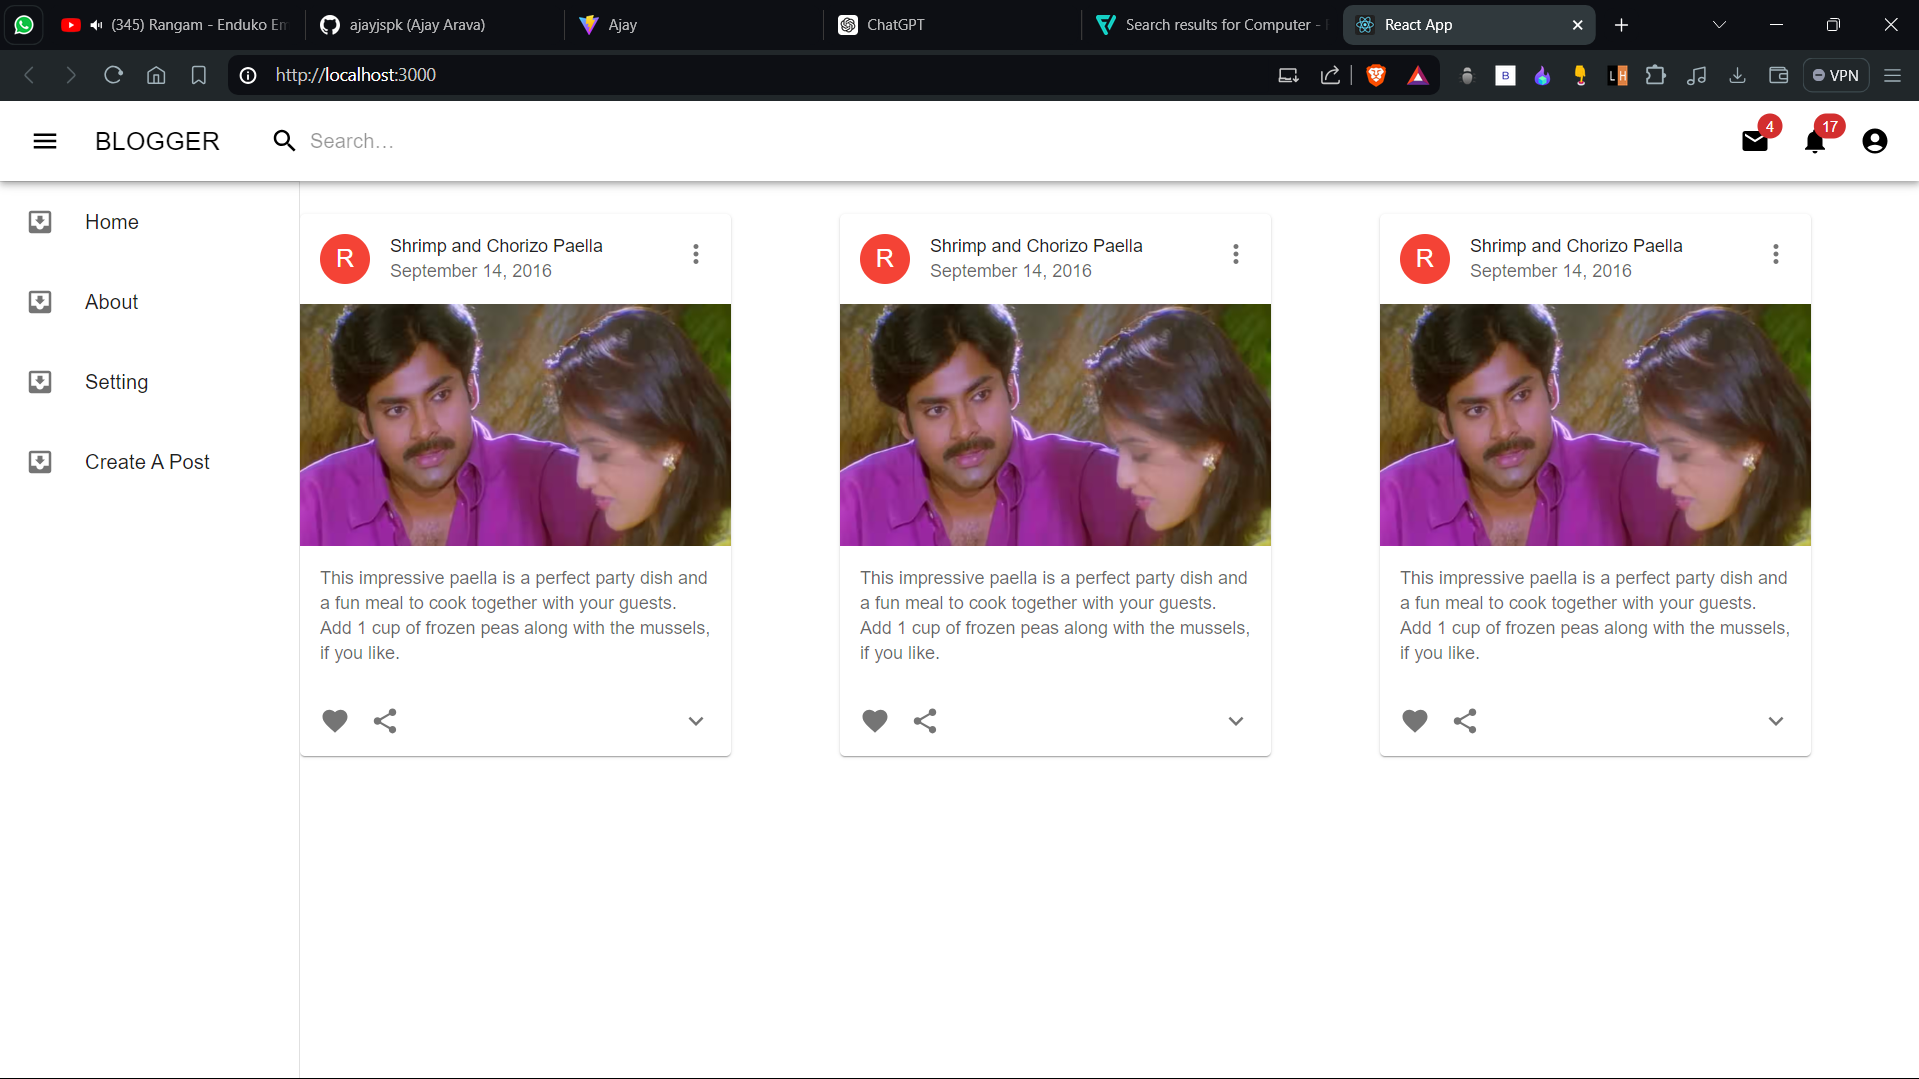 (345) Rangam - Enduko Em
ajayjspk (Ajay Arava)
Ajay
ChatGPT
Search results for Computer -
React App
http://localhost:3000
B
LH
VPN
BLOGGER
Search…
4
17
Home
About
Setting
Create A Post
R
Shrimp and Chorizo Paella
September 14, 2016
This impressive paella is a perfect party dish and
a fun meal to cook together with your guests.
Add 1 cup of frozen peas along with the mussels,
if you like.
R
Shrimp and Chorizo Paella
September 14, 2016
This impressive paella is a perfect party dish and
a fun meal to cook together with your guests.
Add 1 cup of frozen peas along with the mussels,
if you like.
R
Shrimp and Chorizo Paella
September 14, 2016
This impressive paella is a perfect party dish and
a fun meal to cook together with your guests.
Add 1 cup of frozen peas along with the mussels,
if you like.